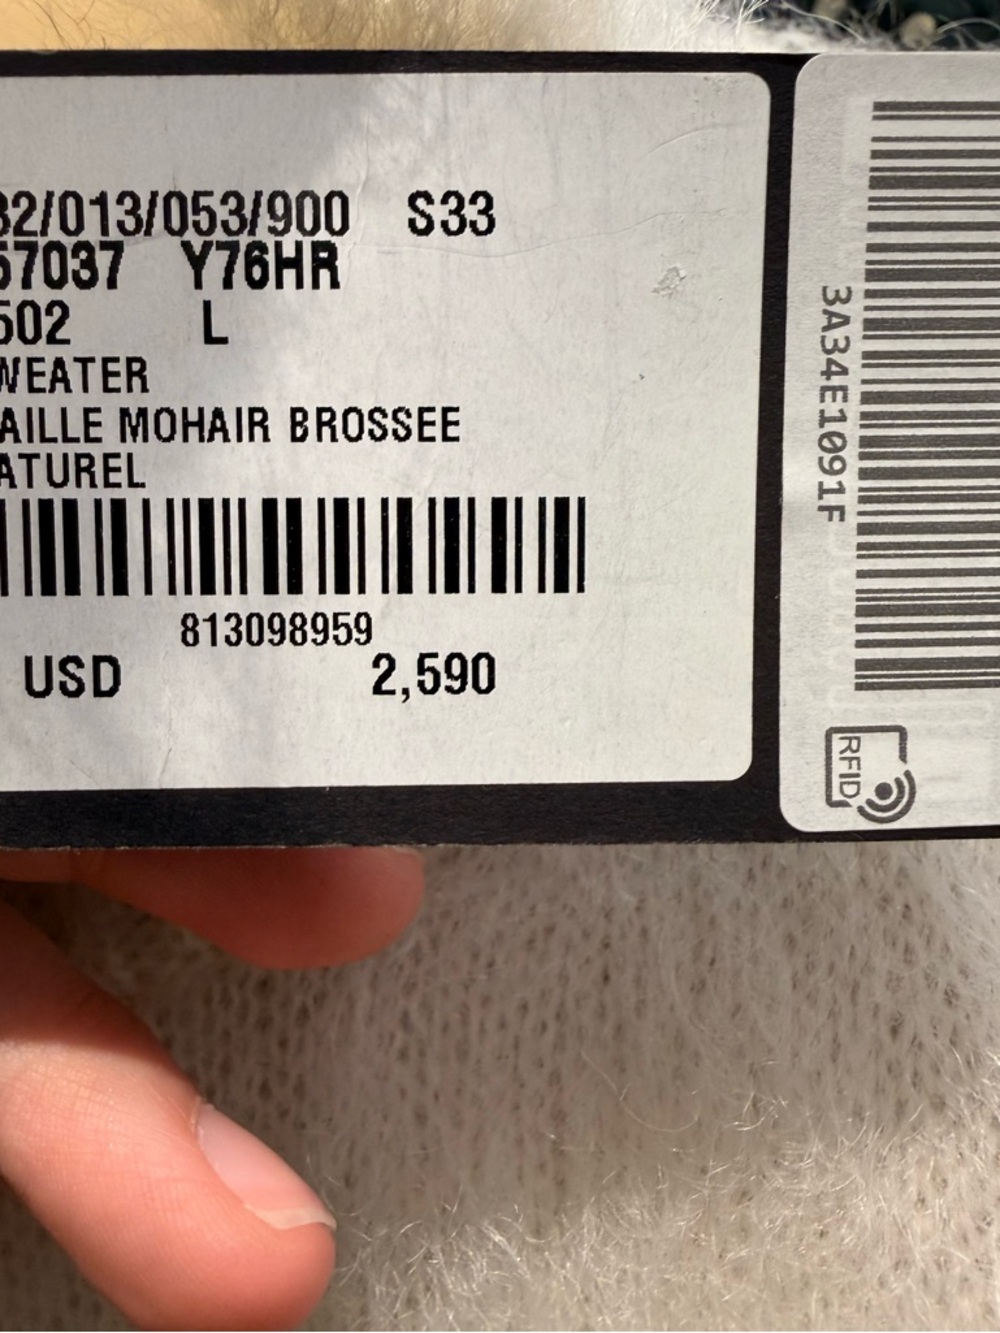 32/013/053/900 S33
57037 Y76HR
502 L
WEATER
AILLE MOHAIR BROSSEE
ATUREL
813098959
USD 2,590
3A34E1091F
RFID